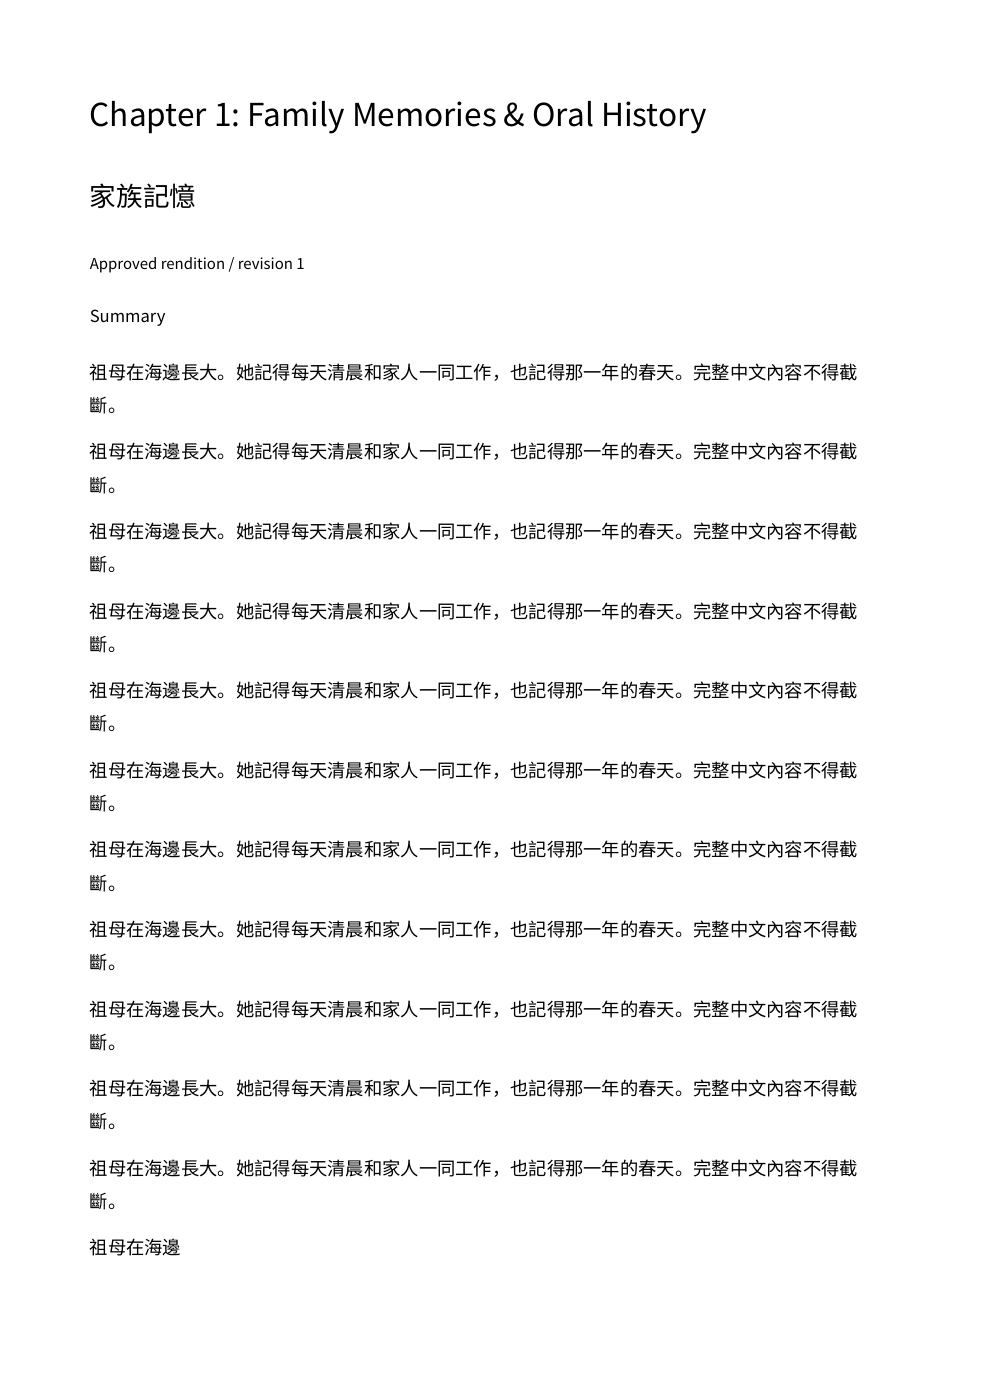 Chapter 1: Family Memories & Oral History
家族記憶
Approved rendition / revision 1
Summary
祖母在海邊長大。她記得每天清晨和家人一同工作，也記得那一年的春天。完整中文內容不得截
斷。
祖母在海邊長大。她記得每天清晨和家人一同工作，也記得那一年的春天。完整中文內容不得截
斷。
祖母在海邊長大。她記得每天清晨和家人一同工作，也記得那一年的春天。完整中文內容不得截
斷。
祖母在海邊長大。她記得每天清晨和家人一同工作，也記得那一年的春天。完整中文內容不得截
斷。
祖母在海邊長大。她記得每天清晨和家人一同工作，也記得那一年的春天。完整中文內容不得截
斷。
祖母在海邊長大。她記得每天清晨和家人一同工作，也記得那一年的春天。完整中文內容不得截
斷。
祖母在海邊長大。她記得每天清晨和家人一同工作，也記得那一年的春天。完整中文內容不得截
斷。
祖母在海邊長大。她記得每天清晨和家人一同工作，也記得那一年的春天。完整中文內容不得截
斷。
祖母在海邊長大。她記得每天清晨和家人一同工作，也記得那一年的春天。完整中文內容不得截
斷。
祖母在海邊長大。她記得每天清晨和家人一同工作，也記得那一年的春天。完整中文內容不得截
斷。
祖母在海邊長大。她記得每天清晨和家人一同工作，也記得那一年的春天。完整中文內容不得截
斷。
祖母在海邊